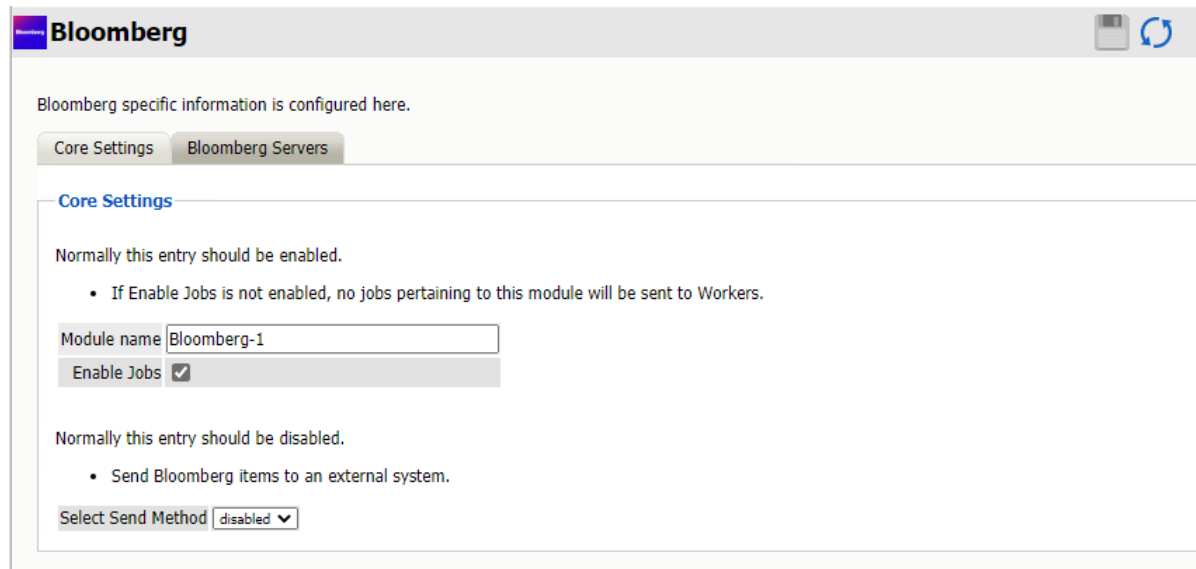 Bloomberg
Bloomberg
Bloomberg specific information is configured here.
Core Settings
Bloomberg Servers
Core Settings
Normally this entry should be enabled.
• If Enable Jobs is not enabled, no jobs pertaining to this module will be sent to Workers.
Module name Bloomberg-1
Enable Jobs
Normally this entry should be disabled.
• Send Bloomberg items to an external system.
Select Send Method disabled